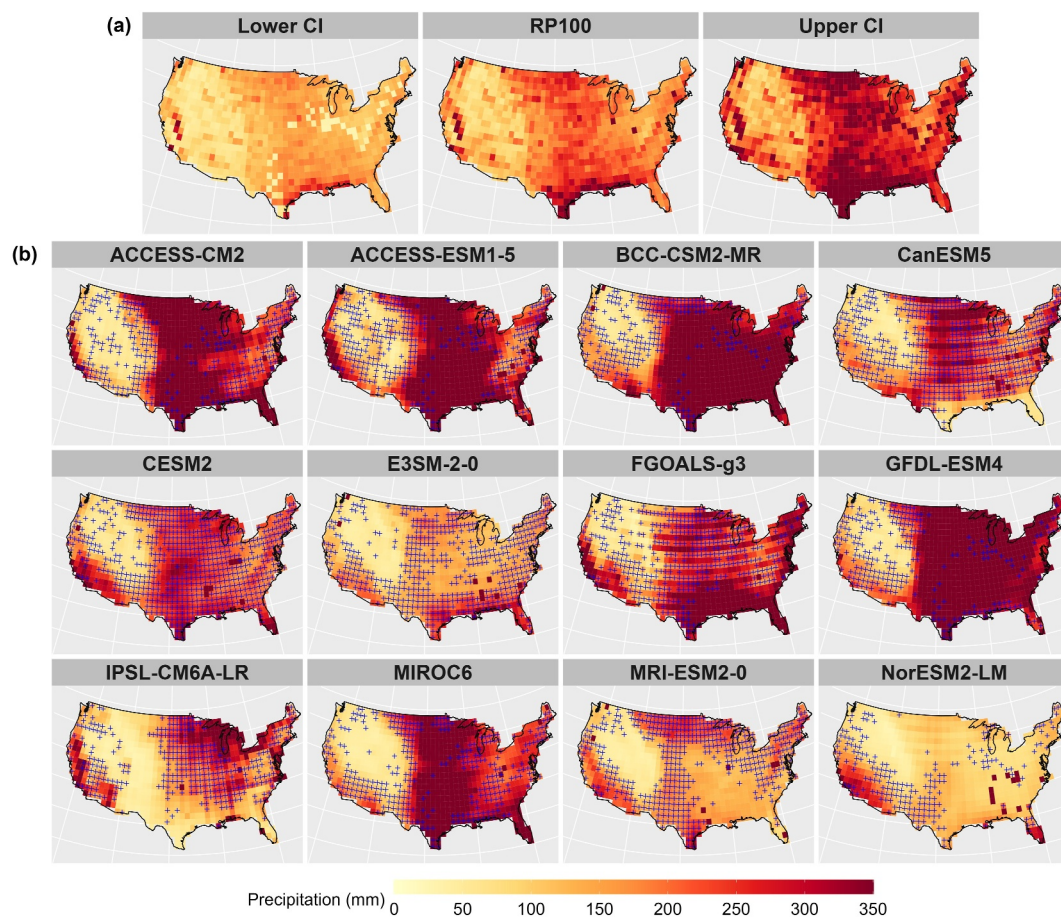 (a)
Lower CI RP100 Upper CI
(b)
ACCESS-CM2 ACCESS-ESM1-5 BCC-CSM2-MR CanESM5
CESM2 E3SM-2-0 FGOALS-g3 GFDL-ESM4
IPSL-CM6A-LR MIROC6 MRI-ESM2-0 NorESM2-LM
Precipitation (mm) 0 50 100 150 200 250 300 350